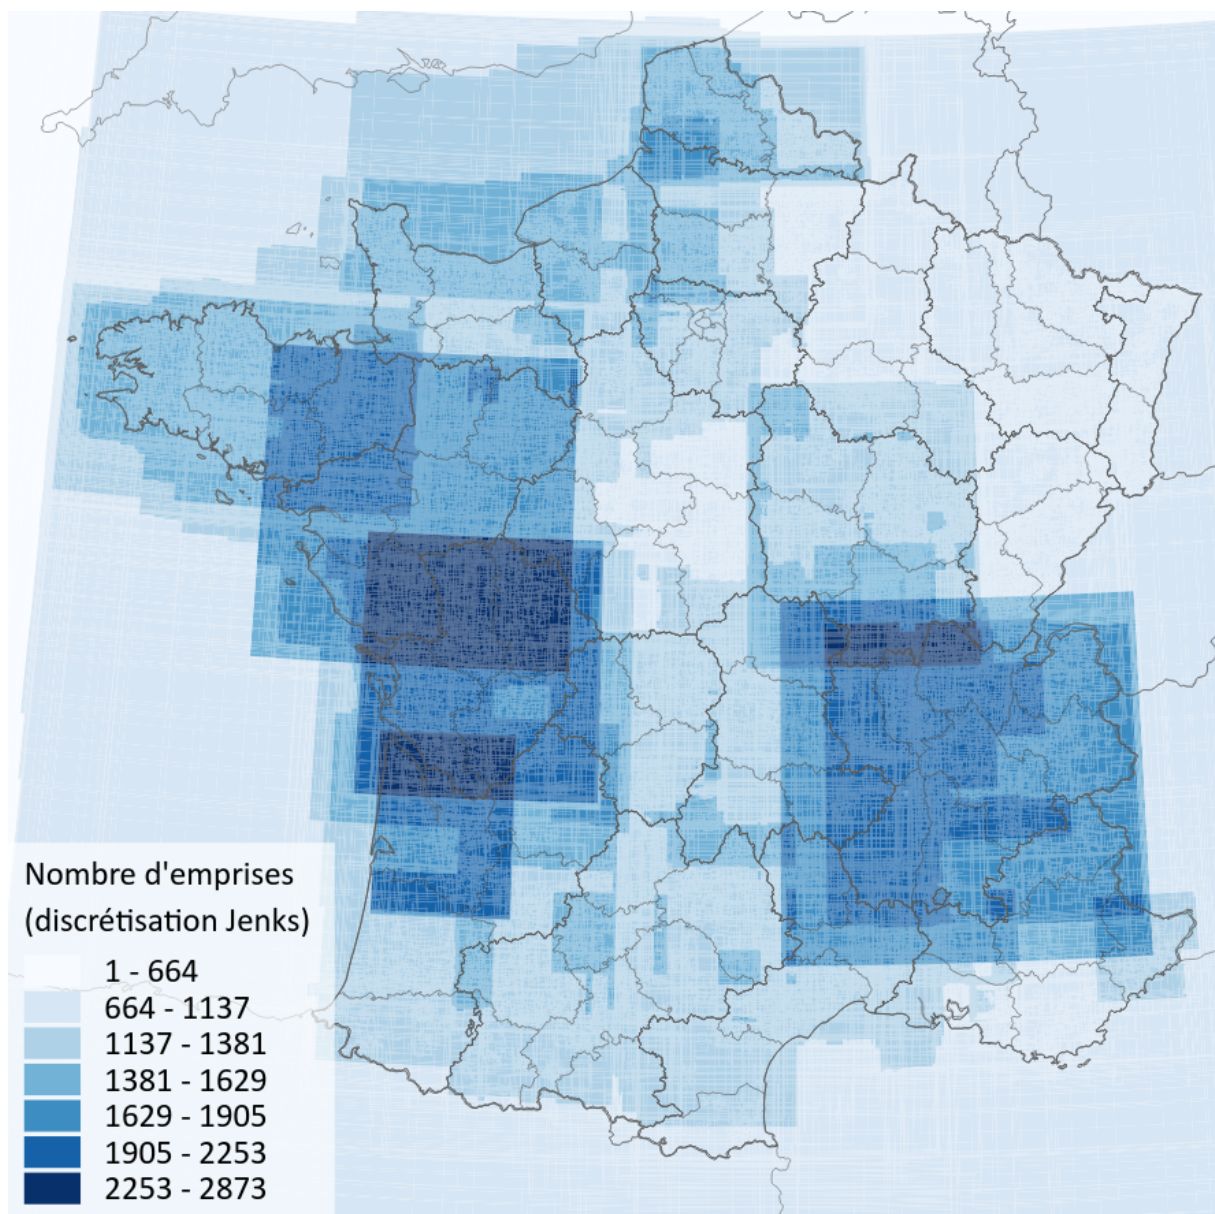 Nombre d'emprises
(discrétisation Jenks)
1 - 664
664 - 1137
1137 - 1381
1381 - 1629
1629 - 1905
1905 - 2253
2253 - 2873